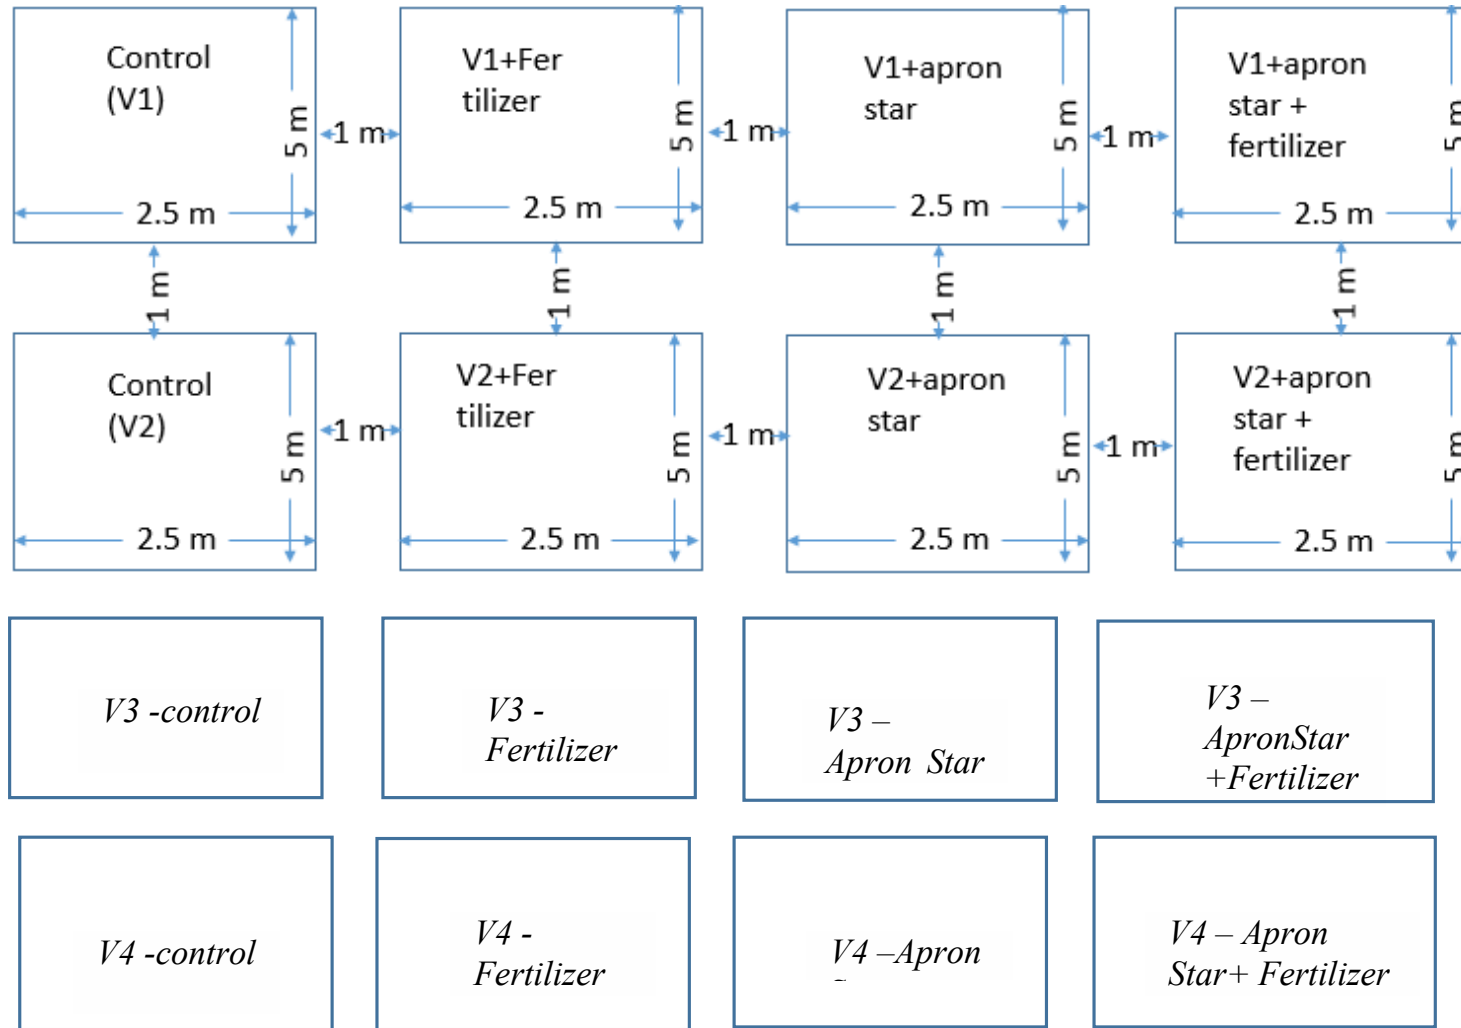 Control
(V1)
5 m
2.5 m
1 m
V1+Fer
tilizer
5 m
2.5 m
1 m
V1+apron
star
5 m
2.5 m
1 m
V1+apron
star +
fertilizer
5 m
2.5 m
1 m
1 m
1 m
1 m
Control
(V2)
5 m
2.5 m
1 m
V2+Fer
tilizer
5 m
2.5 m
1 m
V2+apron
star
5 m
2.5 m
1 m
V2+apron
star +
fertilizer
5 m
2.5 m
V3 -control
V3 -
Fertilizer
V3 –
Apron Star
V3 –
ApronStar
+Fertilizer
V4 -control
V4 -
Fertilizer
V4 –Apron
V4 – Apron
Star+ Fertilizer